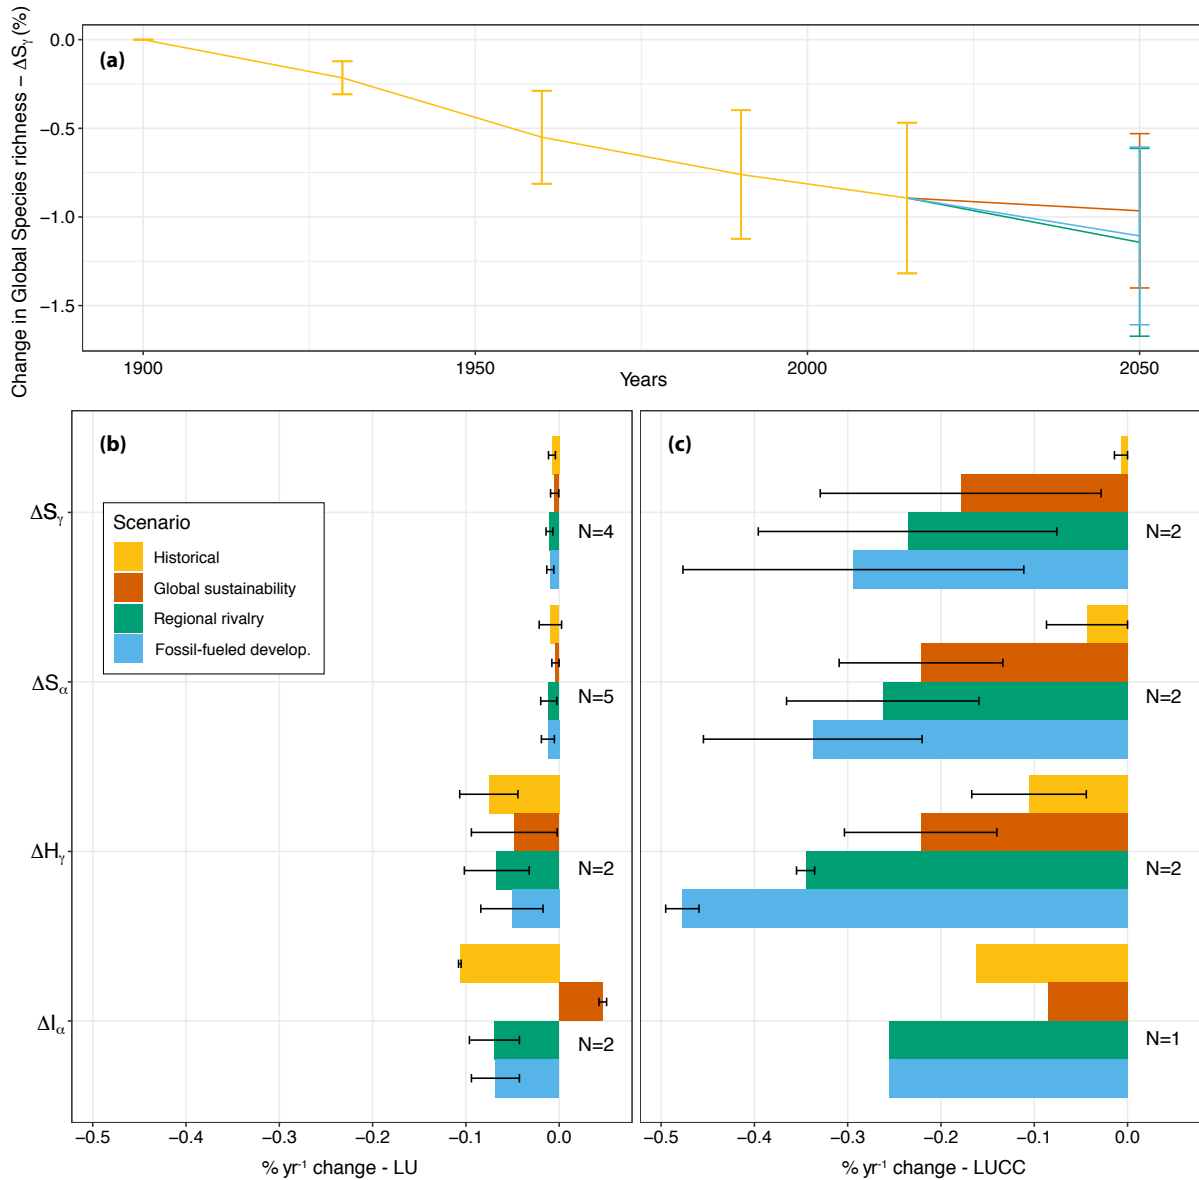 Change in Global Species richness – ΔSγ (%)
(a)
0.0
−0.5
−1.0
−1.5
1900
1950
2000
2050
Years
(b)
ΔSγ
ΔSα
ΔHγ
ΔIα
Scenario
Historical
Global sustainability
Regional rivalry
Fossil-fueled develop.
N=4
N=5
N=2
N=2
−0.5
−0.4
−0.3
−0.2
−0.1
0.0
% yr⁻¹ change - LU
(c)
N=2
N=2
N=2
N=1
−0.5
−0.4
−0.3
−0.2
−0.1
0.0
% yr⁻¹ change - LUCC